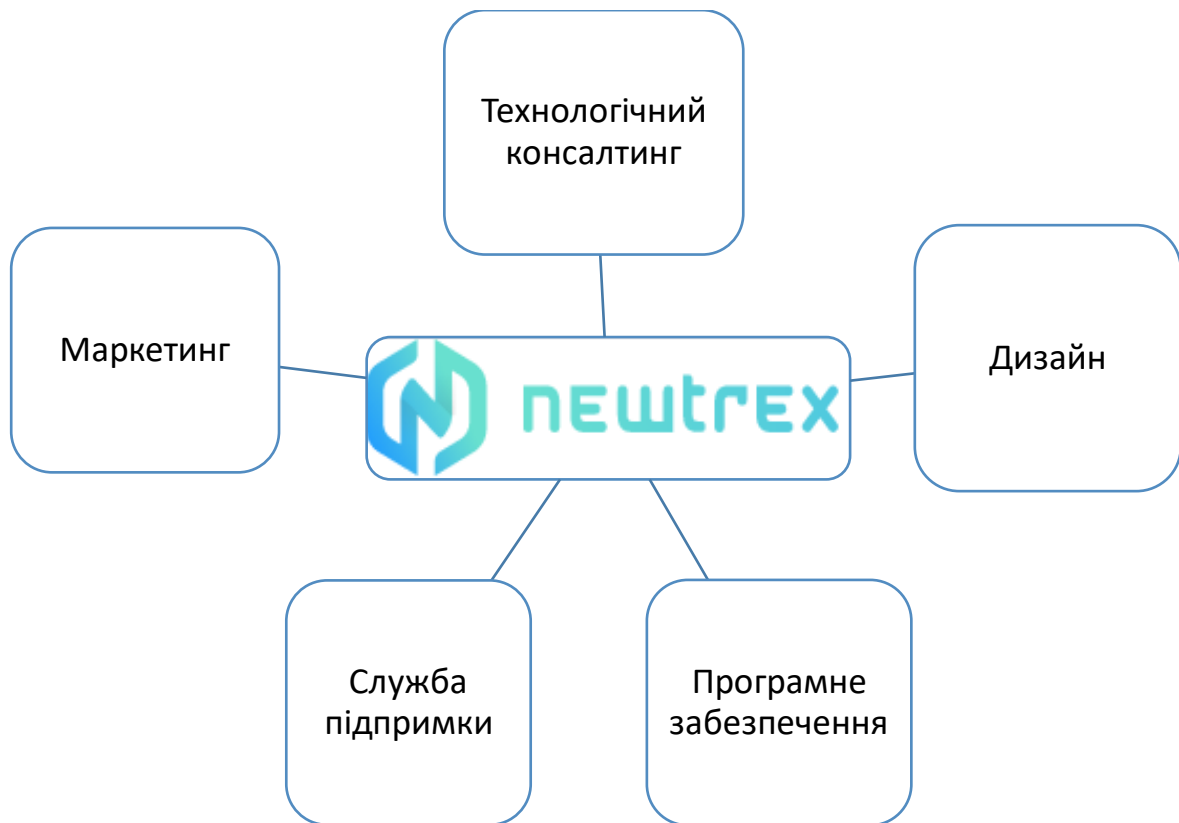 Технологічний
консалтинг
Маркетинг
Дизайн
newtrex
Служба
підпримки
Програмне
забезпечення